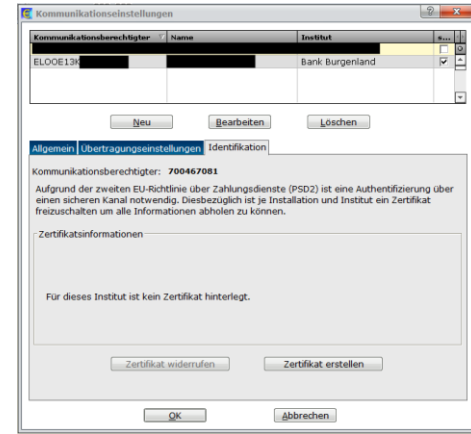 Kommunikationseinstellungen
Kommunikationsberechtigter Name Institut s...
ELOOE13K Bank Burgenland
Neu Bearbeiten Löschen
Allgemein Übertragungseinstellungen Identifikation
Kommunikationsberechtigter: 700467081
Aufgrund der zweiten EU-Richtlinie über Zahlungsdienste (PSD2) ist eine Authentifizierung über
einen sicheren Kanal notwendig. Diesbezüglich ist je Installation und Institut ein Zertifikat
freizuschalten um alle Informationen abholen zu können.
Zertifikatsinformationen
Für dieses Institut ist kein Zertifikat hinterlegt.
Zertifikat widerrufen Zertifikat erstellen
OK Abbrechen